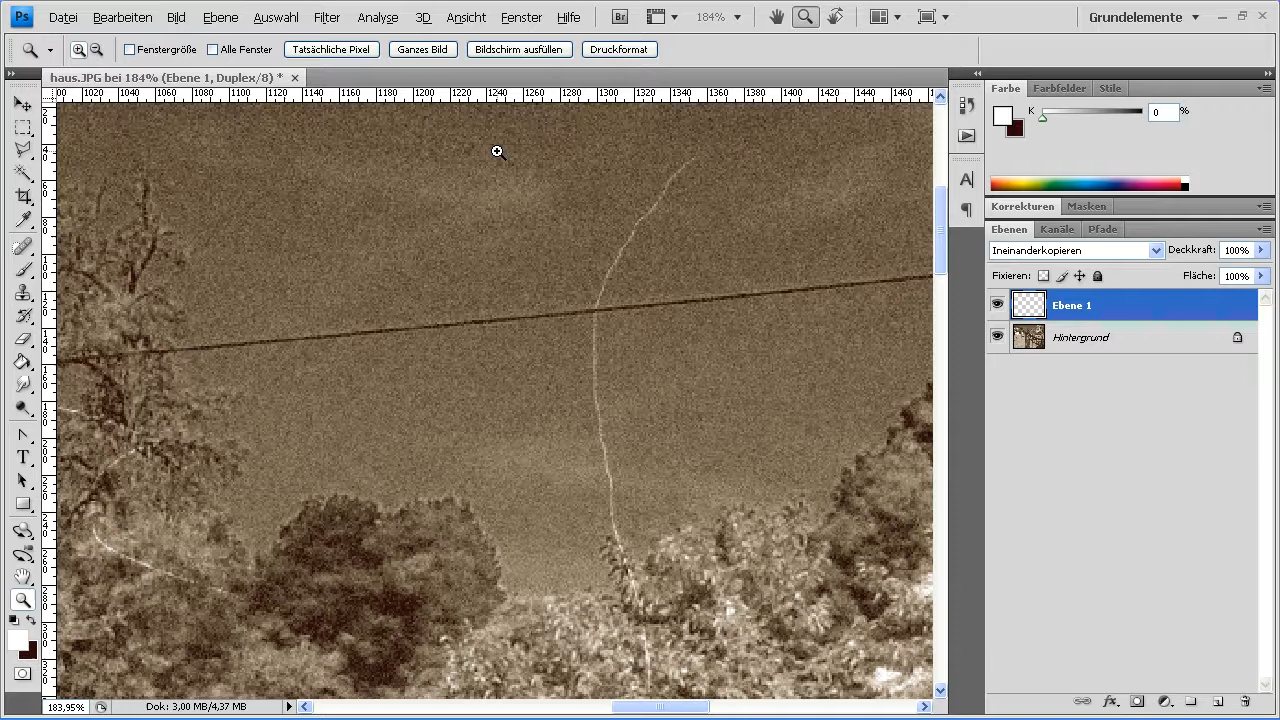 Ps Datei Bearbeiten Bild Ebene Auswahl Filter Analyse 3D Ansicht Fenster Hilfe Br 184% Grundelemente
Fenstergröße Alle Fenster Tatsächliche Pixel Ganzes Bild Bildschirm ausfüllen Druckformat
haus.JPG bei 184% (Ebene 1, Duplex/8) *
1020 1040 1060 1080 1100 1120 1140 1160 1180 1200 1220 1240 1260 1280 1300 1320 1340 1360 1380 1400 1420 1440 1460
Farbe Farbfelder Stile
K 0 %
Korrekturen Masken
Ebenen Kanäle Pfade
Ineinanderkopieren Deckkraft: 100%
Fixieren: Fläche: 100%
Ebene 1
Hintergrund
183,95% Dok: 3,00 MB/4,2